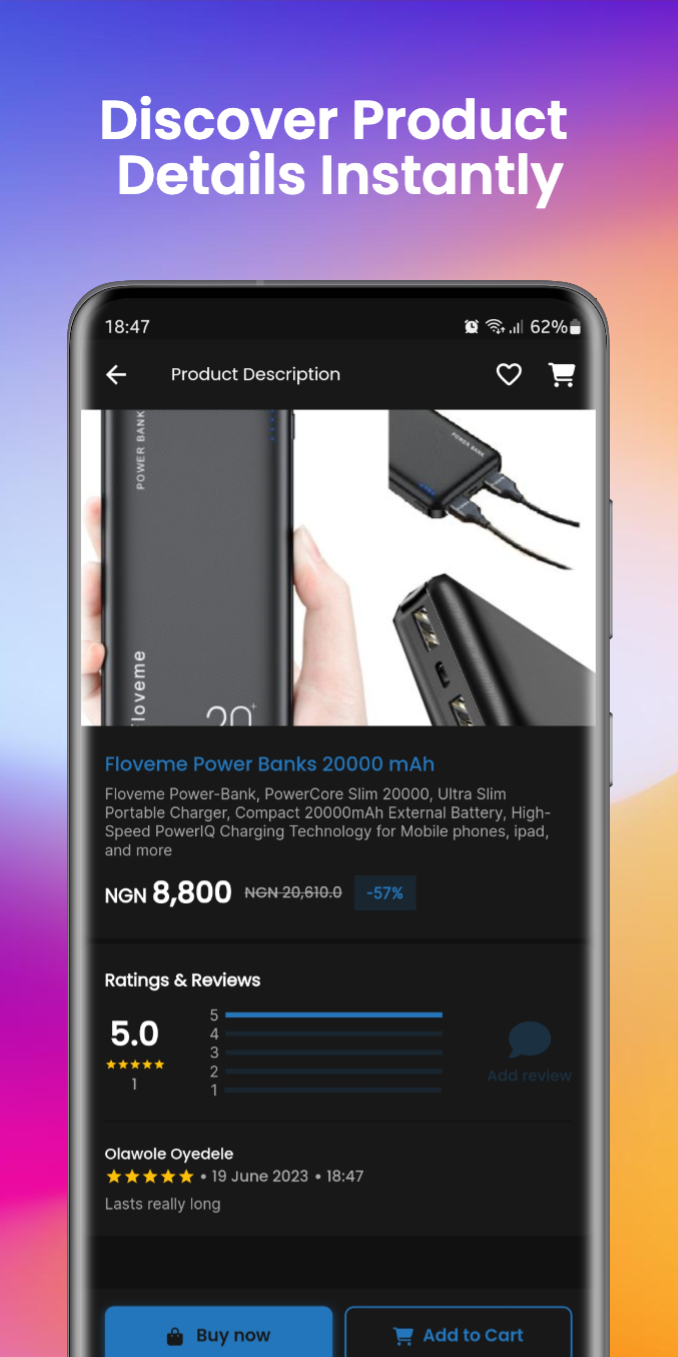 Discover Product
Details Instantly
18:47
62%
Product Description
POWER BANK
POWER BANK
floveme
20+
Floveme Power Banks 20000 mAh
Floveme Power-Bank, PowerCore Slim 20000, Ultra Slim
Portable Charger, Compact 20000mAh External Battery, High-
Speed PowerIQ Charging Technology for Mobile phones, ipad,
and more
NGN 8,800 NGN 20,610.0 -57%
Ratings & Reviews
5.0
1
5
4
3
2
1
Add review
Olawole Oyedele
• 19 June 2023 • 18:47
Lasts really long
Buy now
Add to Cart